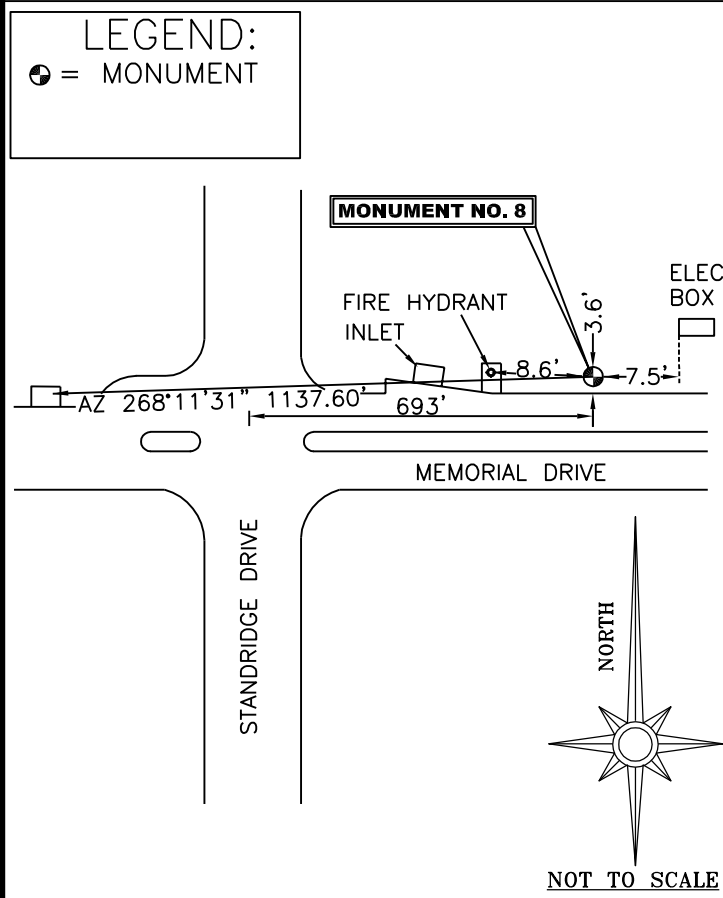 LEGEND:
= MONUMENT
MONUMENT NO. 8
ELEC
BOX
FIRE HYDRANT
INLET
3.6'
8.6'
7.5'
AZ 268°11'31" 1137.60'
693'
MEMORIAL DRIVE
STANDRIDGE DRIVE
NORTH
NOT TO SCALE